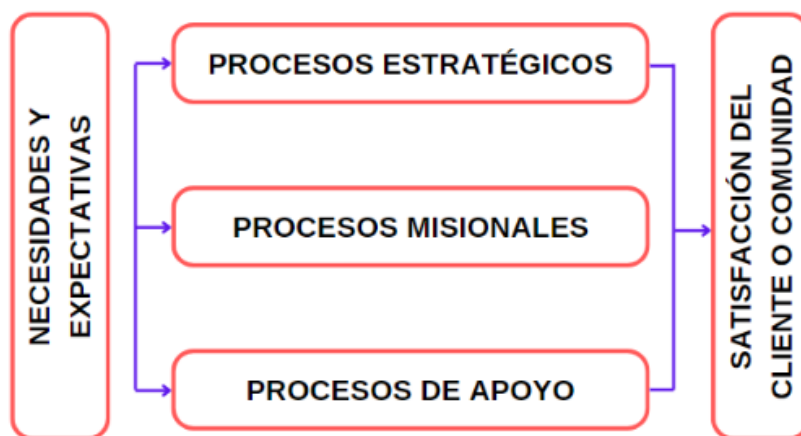 NECESIDADES Y
EXPECTATIVAS
PROCESOS ESTRATÉGICOS
PROCESOS MISIONALES
PROCESOS DE APOYO
SATISFACCIÓN DEL
CLIENTE O COMUNIDAD